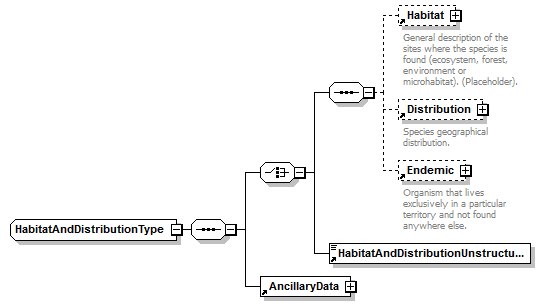 Habitat
General description of the
sites where the species is
found (ecosystem, forest,
environment or
microhabitat). (Placeholder).
Distribution
Species geographical
distribution.
Endemic
Organism that lives
exclusively in a particular
territory and not found
anywhere else.
HabitatAndDistributionType
HabitatAndDistributionUnstructu...
AncillaryData